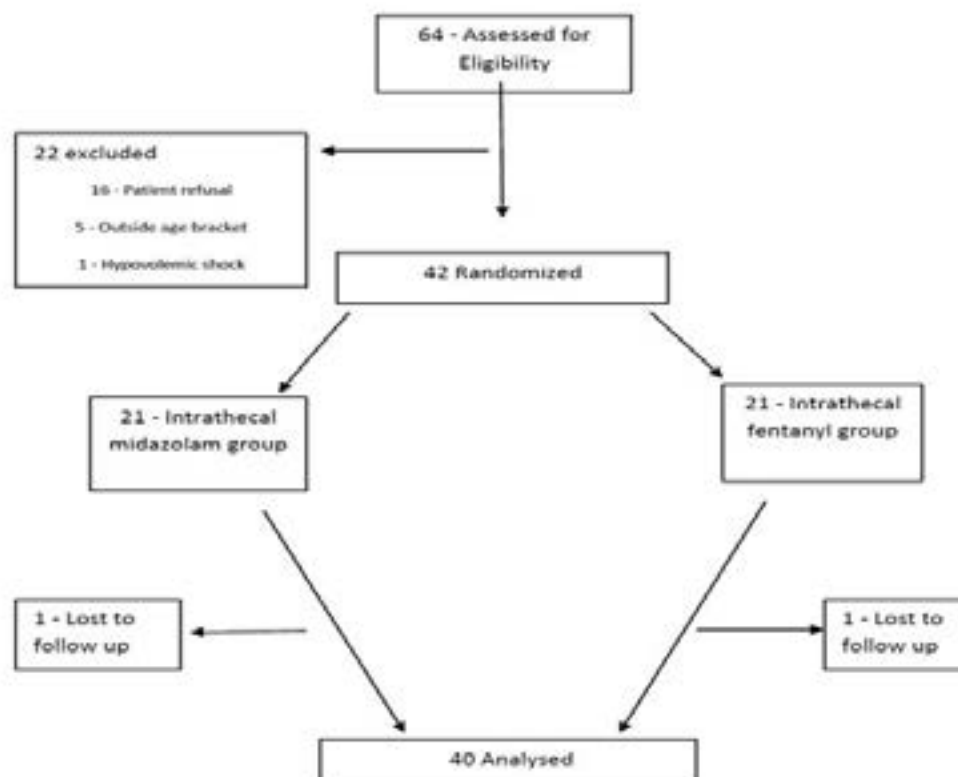 64 - Assessed for
Eligibility
22 excluded
16 - Patient refusal
5 - Outside age bracket
1 - Hypovolemic shock
42 Randomized
21 - Intrathecal
midazolam group
21 - Intrathecal
fentanyl group
1 - Lost to
follow up
1 - Lost to
follow up
40 Analysed